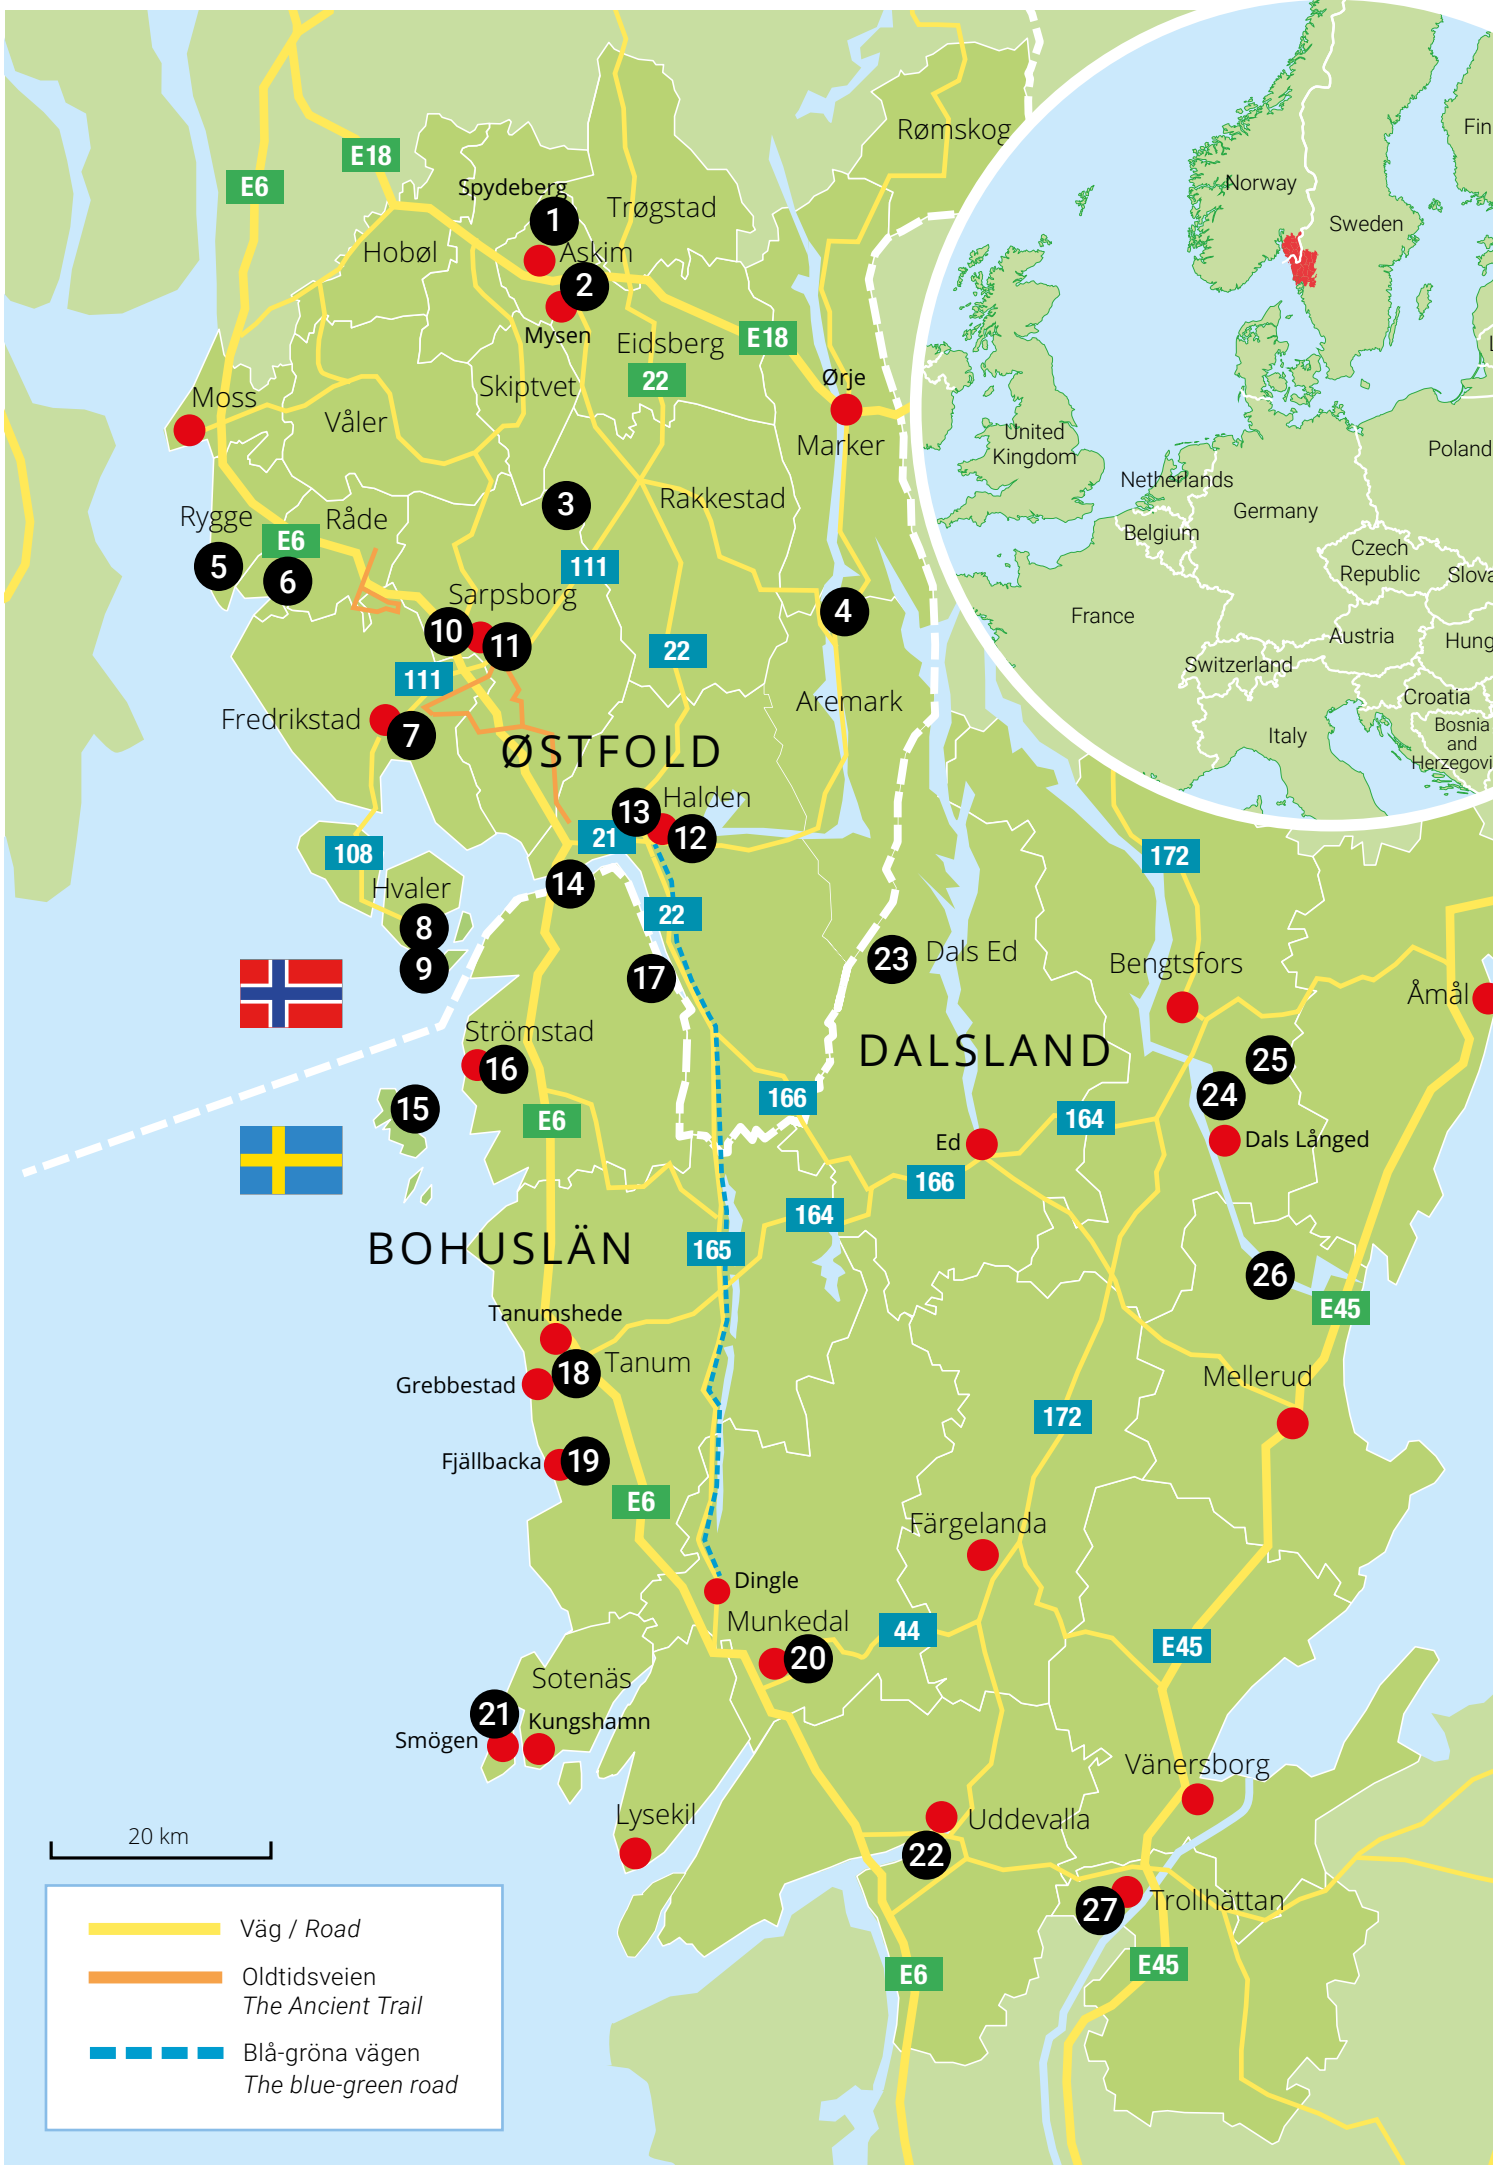 Rømskog
E18
E6
Spydeberg
1
Trøgstad
Hobøl
Askim
2
Mysen
Eidsberg
E18
22
Skiptvet
Ørje
Moss
Våler
Marker
3
Rakkestad
Rygge
Råde
E6
5
6
111
Sarpsborg
10
11
4
22
111
Aremark
Fredrikstad
7
ØSTFOLD
Halden
13
12
21
108
14
Hvaler
8
9
22
17
23
Dals Ed
172
Bengtsfors
Åmål
Strömstad
16
DALSLAND
25
24
15
E6
166
164
Ed
Dals Långed
166
164
BOHUSLÄN
165
26
E45
Tanumshede
Tanum
18
Grebbestad
Mellerud
172
Fjällbacka
19
E6
Färgelanda
Dingle
Munkedal
20
44
E45
Sotenäs
21
Kungshamn
Smögen
Vänersborg
Lysekil
Uddevalla
22
27
Trollhättan
E6
E45
Norway
Sweden
Fin
United
Kingdom
Netherlands
Poland
Germany
Belgium
Czech
Republic
Slova
France
Austria
Hung
Switzerland
Croatia
Italy
Bosnia
and
Herzegovi
L
20 km
Väg / Road
Oldtidsveien
The Ancient Trail
Blå-gröna vägen
The blue-green road